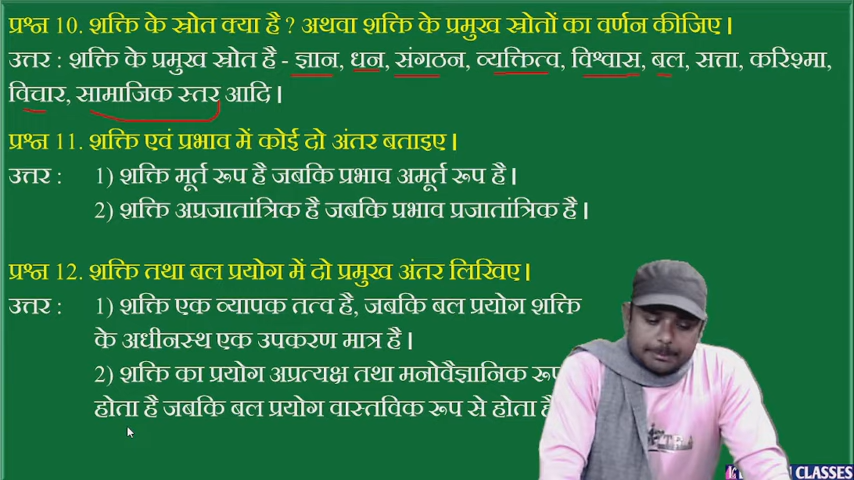 प्रश्न 10. शक्ति के स्रोत क्या है ? अथवा शक्ति के प्रमुख स्रोतों का वर्णन कीजिए ।
उत्तर : शक्ति के प्रमुख स्रोत है - ज्ञान, धन, संगठन, व्यक्तित्व, विश्वास, बल, सत्ता, करिश्मा,
विचार, सामाजिक स्तर आदि ।
प्रश्न 11. शक्ति एवं प्रभाव में कोई दो अंतर बताइए ।
उत्तर : 1) शक्ति मूर्त रूप है जबकि प्रभाव अमूर्त रूप है ।
2) शक्ति अप्रजातांत्रिक है जबकि प्रभाव प्रजातांत्रिक है ।
प्रश्न 12. शक्ति तथा बल प्रयोग में दो प्रमुख अंतर लिखिए ।
उत्तर : 1) शक्ति एक व्यापक तत्व है, जबकि बल प्रयोग शक्ति
के अधीनस्थ एक उपकरण मात्र है ।
2) शक्ति का प्रयोग अप्रत्यक्ष तथा मनोवैज्ञानिक रूप
होता है जबकि बल प्रयोग वास्तविक रूप से होता है
CLASSES